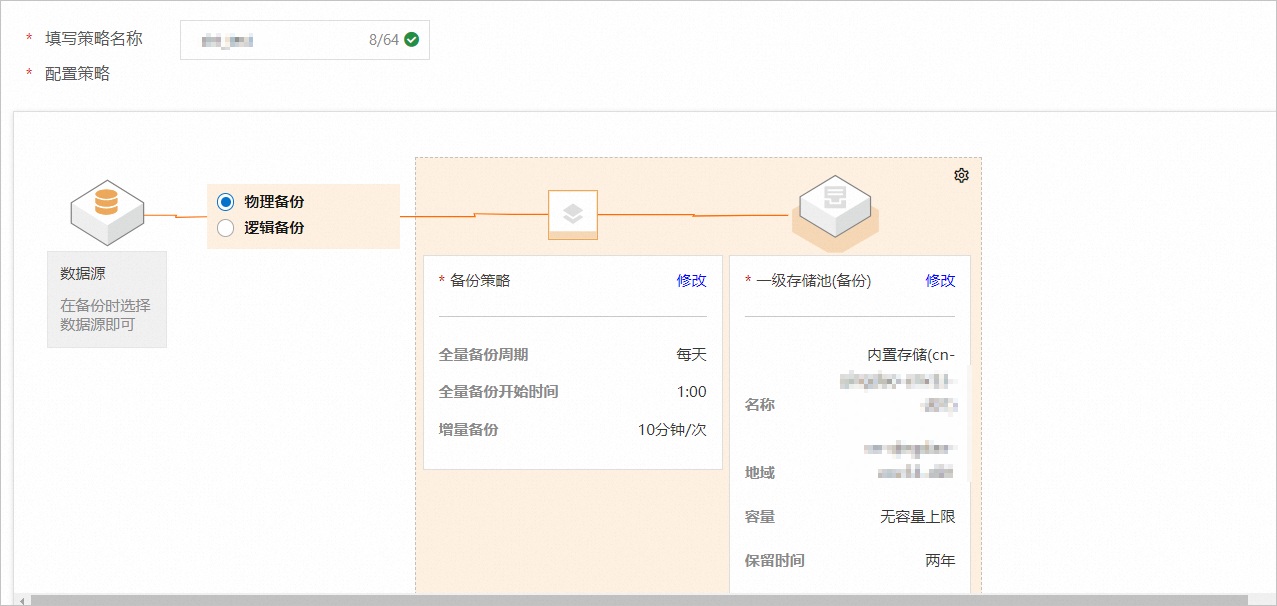 * 填写策略名称
8/64
* 配置策略
物理备份
逻辑备份
数据源
在备份时选择
数据源即可
* 备份策略 修改
全量备份周期 每天
全量备份开始时间 1:00
增量备份 10分钟/次
* 一级存储池(备份) 修改
内置存储(cn-
名称
地域
容量 无容量上限
保留时间 两年